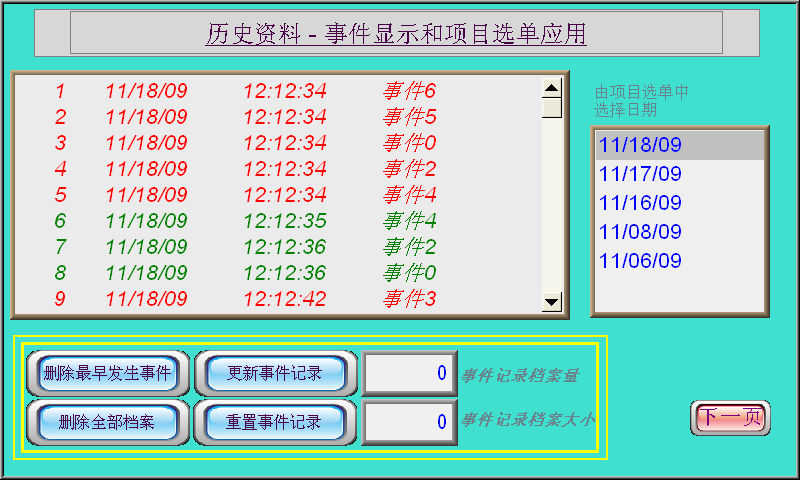 历史资料 - 事件显示和项目选单应用
1 11/18/09 12:12:34 事件6
2 11/18/09 12:12:34 事件5
3 11/18/09 12:12:34 事件0
4 11/18/09 12:12:34 事件2
5 11/18/09 12:12:34 事件4
6 11/18/09 12:12:35 事件4
7 11/18/09 12:12:36 事件2
8 11/18/09 12:12:36 事件0
9 11/18/09 12:12:42 事件3
由项目选单中
选择日期
11/18/09
11/17/09
11/16/09
11/08/09
11/06/09
删除最早发生事件 更新事件记录 0 事件记录档案量
删除全部档案 重置事件记录 0 事件记录档案大小
下一页